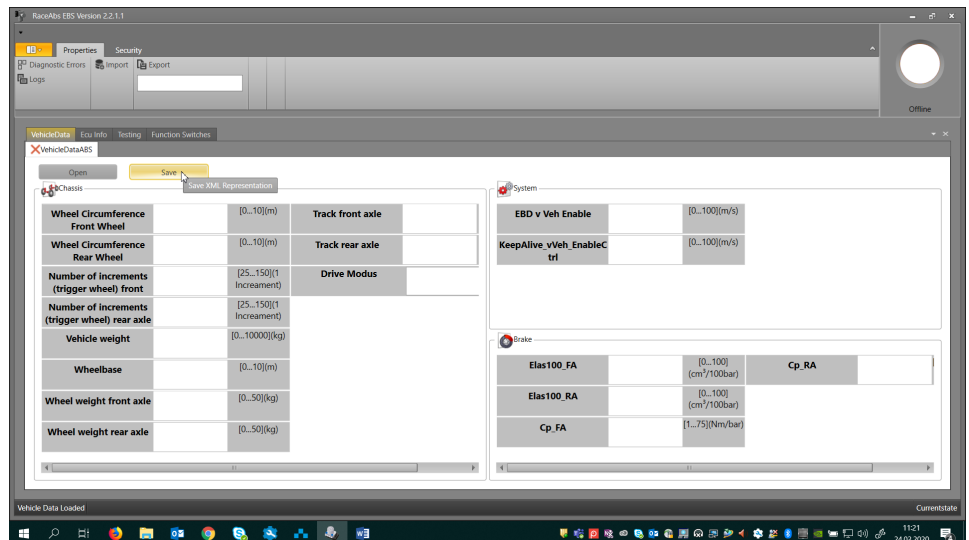 RaceAbs EBS Version 2.2.1.1
Properties Security
Diagnostic Errors Import Export
Logs
Offline
VehicleData Ecu Info Testing Function Switches
VehicleDataABS
Open Save
Save XML Representation
Chassis
Wheel Circumference
Front Wheel
[0...10](m)
Track front axle
Wheel Circumference
Rear Wheel
[0...10](m)
Track rear axle
Number of increments
(trigger wheel) front
[25...150](1
Increament)
Drive Modus
Number of increments
(trigger wheel) rear axle
[25...150](1
Increament)
Vehicle weight
[0...10000](kg)
Wheelbase
[0...10](m)
Wheel weight front axle
[0...50](kg)
Wheel weight rear axle
[0...50](kg)
System
EBD v Veh Enable
[0...100](m/s)
KeepAlive_vVeh_EnableC
trl
[0...100](m/s)
Brake
Elas100_FA
[0...100]
(cm³/100bar)
Cp_RA
Elas100_RA
[0...100]
(cm³/100bar)
Cp_FA
[1...75](Nm/bar)
Vehicle Data Loaded
Currentstate
11:21
24.03.2020